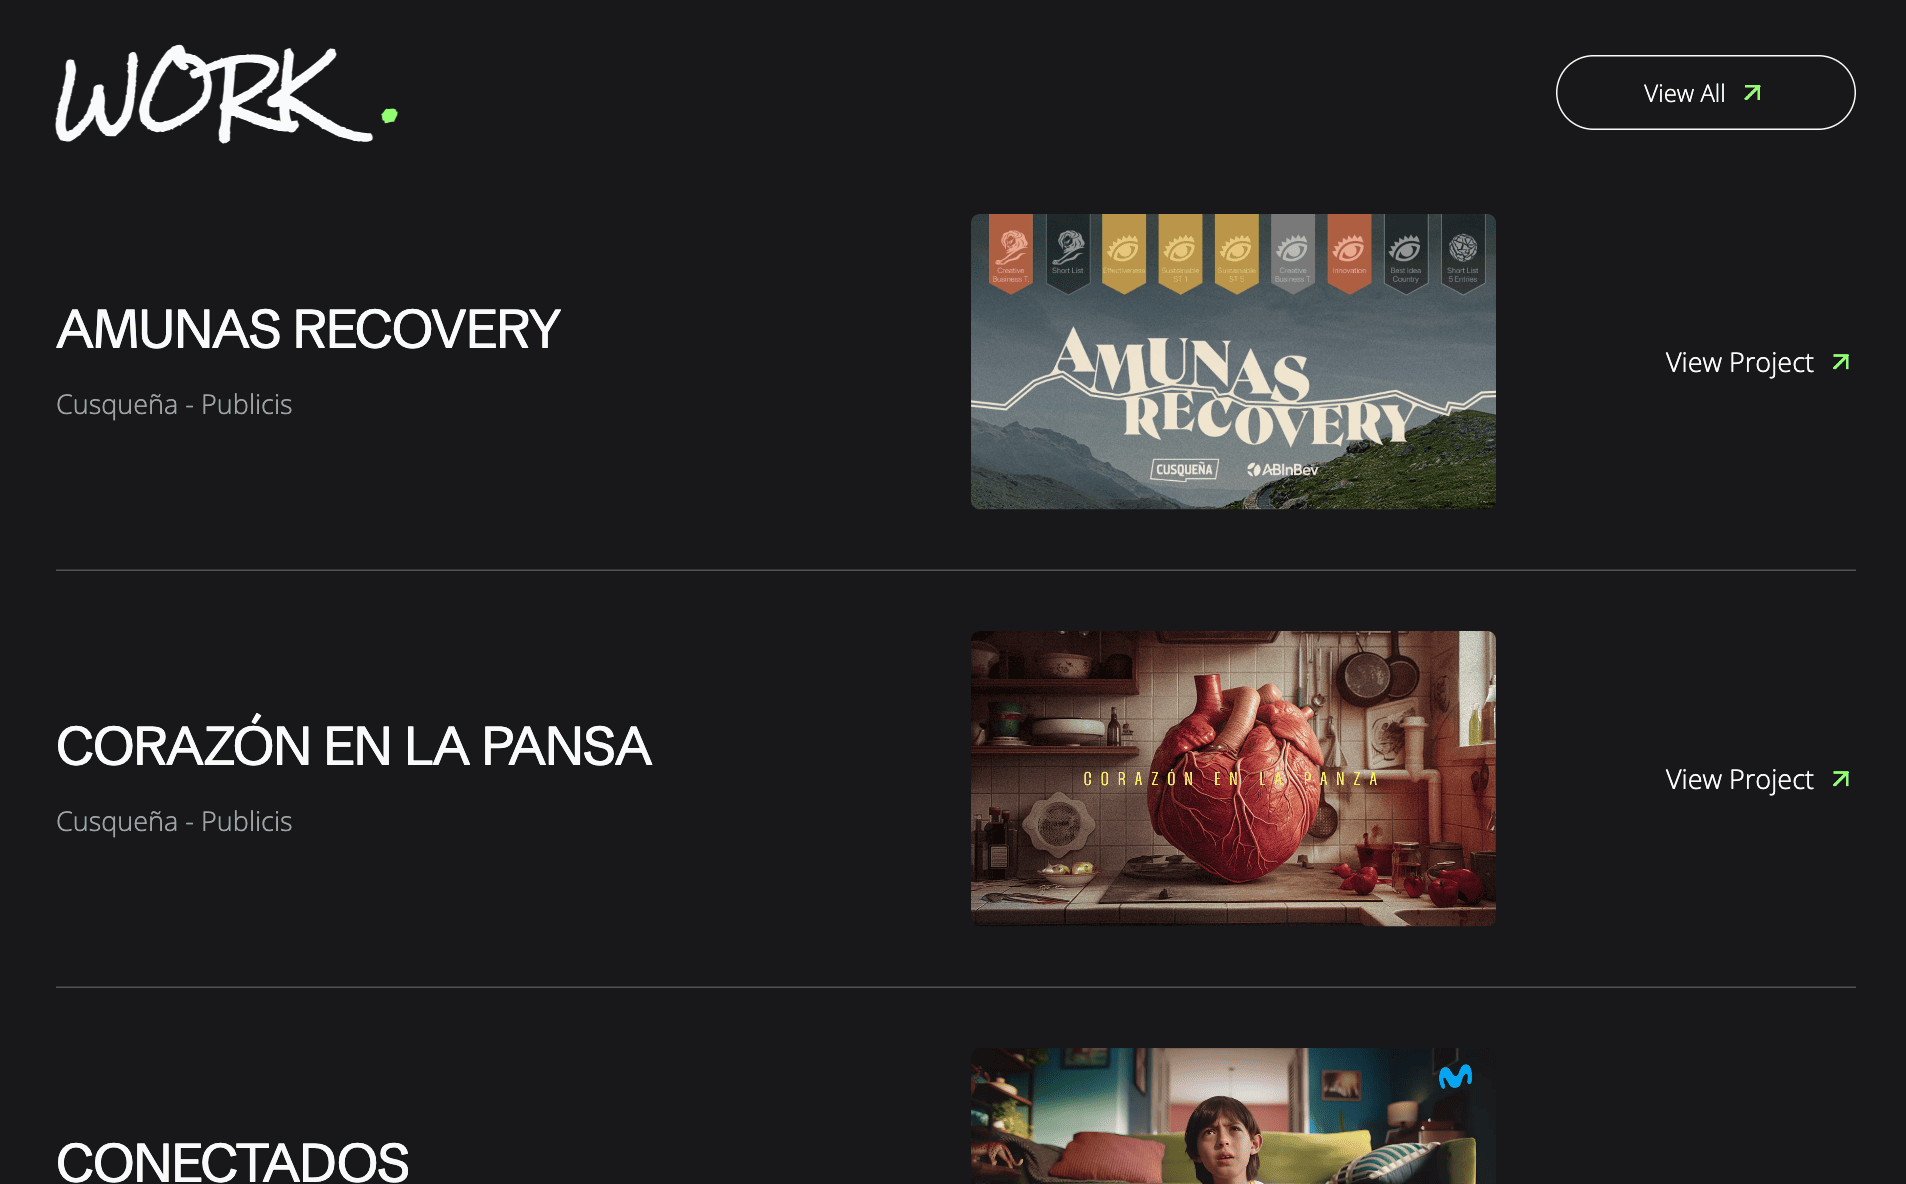 WORK.
View All
Creative
Business T.
Short List
Effectiveness
Sustainable
ST 1
Sustainable
ST 5
Creative
Business T.
Innovation
Best Idea
Country
Short List
5 Entries
AMUNAS RECOVERY
Cusqueña - Publicis
AMUNAS
RECOVERY
CUSQUEÑA
ABInBev
View Project
CORAZÓN EN LA PANSA
Cusqueña - Publicis
CORAZÓN EN LA PANZA
View Project
CONECTADOS